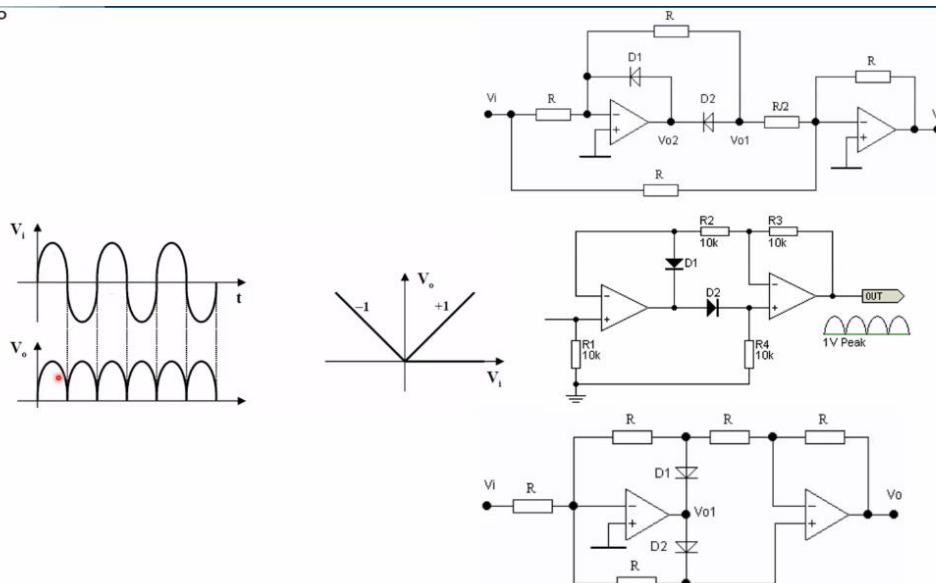 R
D1
R
Vi
R
D2
R/2
Vo2
Vo1
R
Vi
t
Vo
Vo
−1
+1
Vi
R2
10k
R3
10k
D1
D2
OUT
R1
10k
R4
10k
1V Peak
R
R
R
D1
Vi
R
Vo1
Vo
D2
R